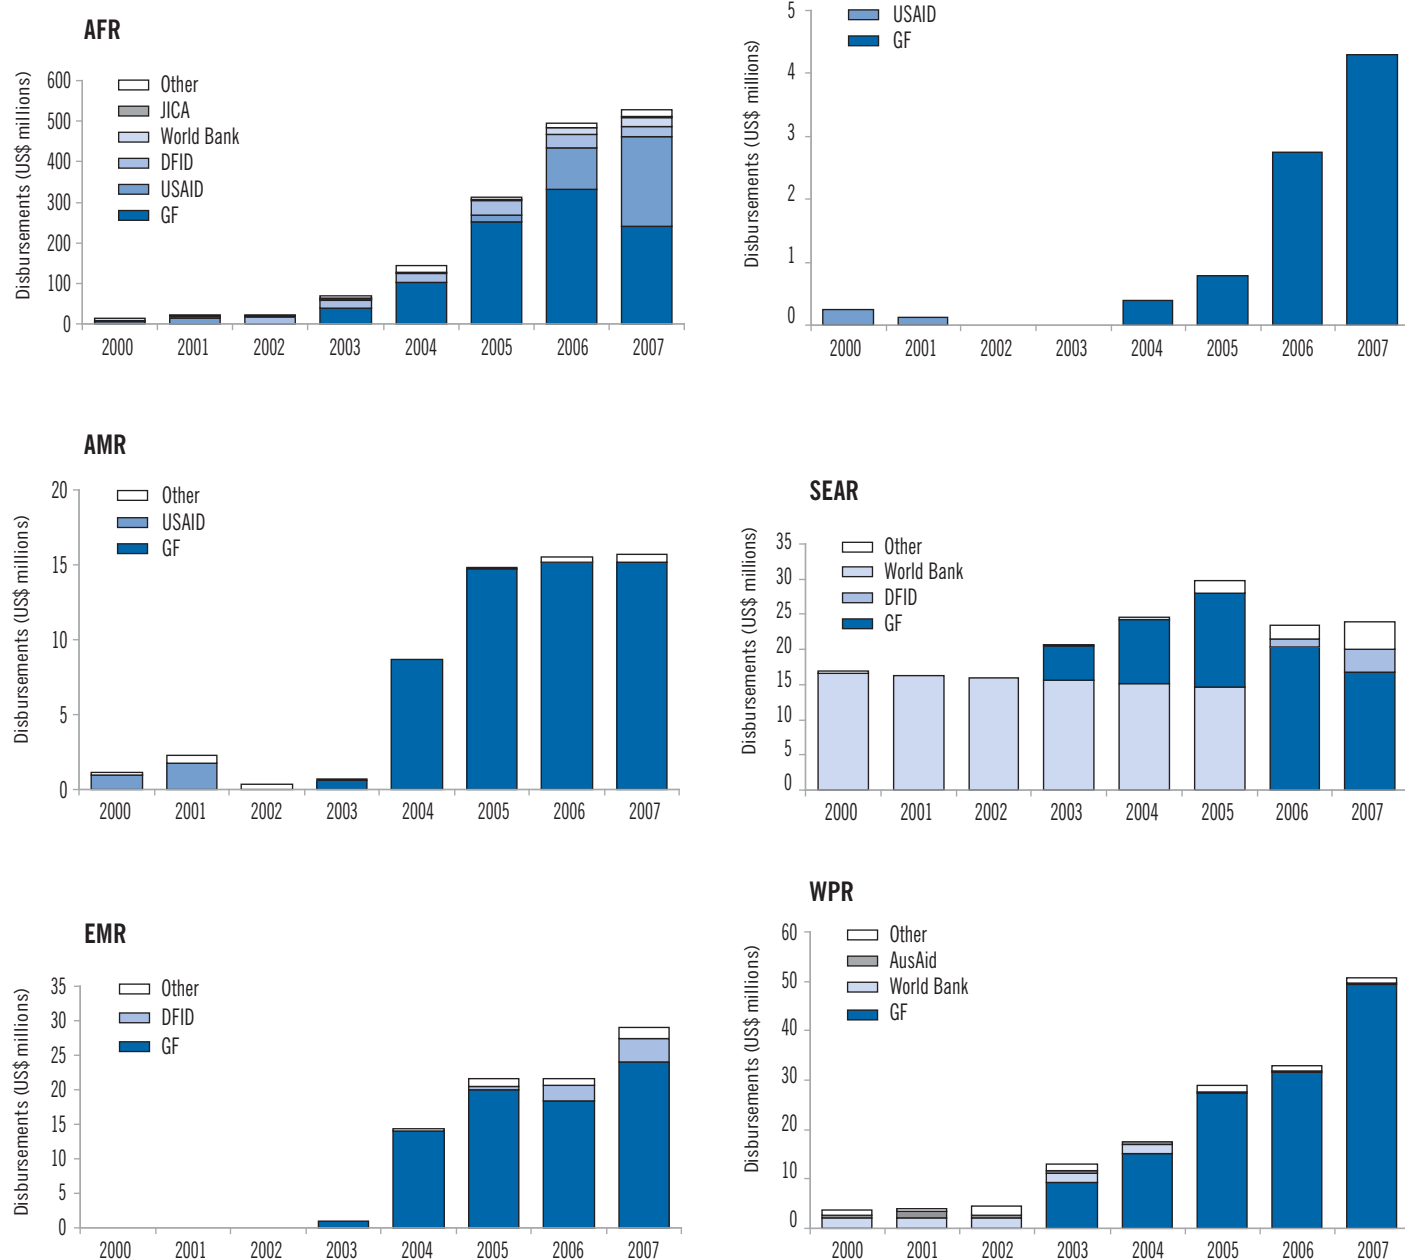 AFR
Disbursements (US$ millions)
600
500
400
300
200
100
0
Other
JICA
World Bank
DFID
USAID
GF
2000 2001 2002 2003 2004 2005 2006 2007
Disbursements (US$ millions)
5
4
3
2
1
0
USAID
GF
2000 2001 2002 2003 2004 2005 2006 2007
AMR
Disbursements (US$ millions)
20
15
10
5
0
Other
USAID
GF
2000 2001 2002 2003 2004 2005 2006 2007
SEAR
Disbursements (US$ millions)
35
30
25
20
15
10
5
0
Other
World Bank
DFID
GF
2000 2001 2002 2003 2004 2005 2006 2007
EMR
Disbursements (US$ millions)
35
30
25
20
15
10
5
0
Other
DFID
GF
2000 2001 2002 2003 2004 2005 2006 2007
WPR
Disbursements (US$ millions)
60
50
40
30
20
10
0
Other
AusAid
World Bank
GF
2000 2001 2002 2003 2004 2005 2006 2007